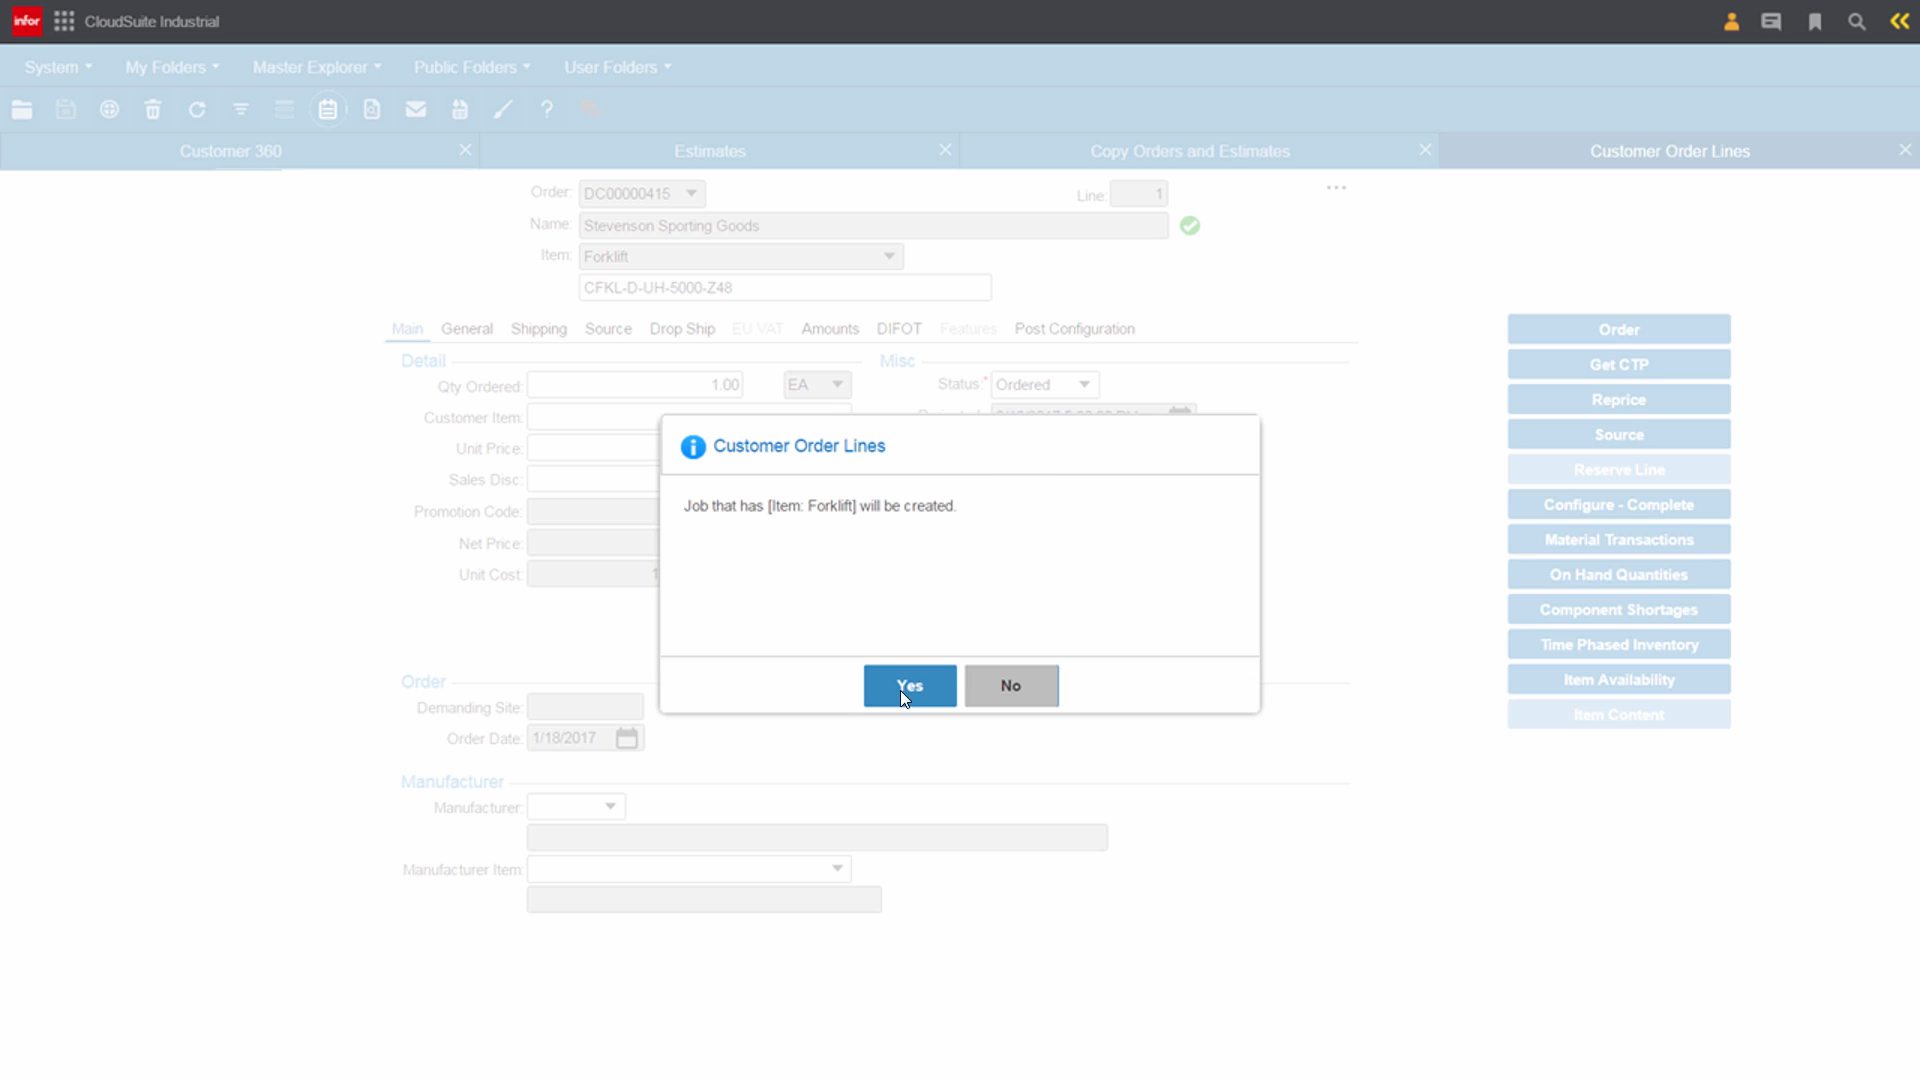 infor CloudSuite Industrial
System My Folders Master Explorer Public Folders User Folders
Customer 360 Estimates Copy Orders and Estimates Customer Order Lines
Order: DC00000415 Line: 1
Name: Stevenson Sporting Goods
Item: Forklift
CFKL-D-UH-5000-Z48
Main General Shipping Source Drop Ship EU VAT Amounts DIFOT Features Post Configuration
Order
Detail Misc
Get CTP
Qty Ordered: 1.00 EA Status:* Ordered
Reprice
Customer Item:
Source
Unit Price:
Customer Order Lines
Reserve Line
Sales Disc:
Configure - Complete
Job that has [Item: Forklift] will be created.
Promotion Code:
Material Transactions
Net Price:
On Hand Quantities
Unit Cost: 1
Component Shortages
Time Phased Inventory
Order
Yes No
Item Availability
Demanding Site:
Item Content
Order Date: 1/18/2017
Manufacturer
Manufacturer:
Manufacturer Item: